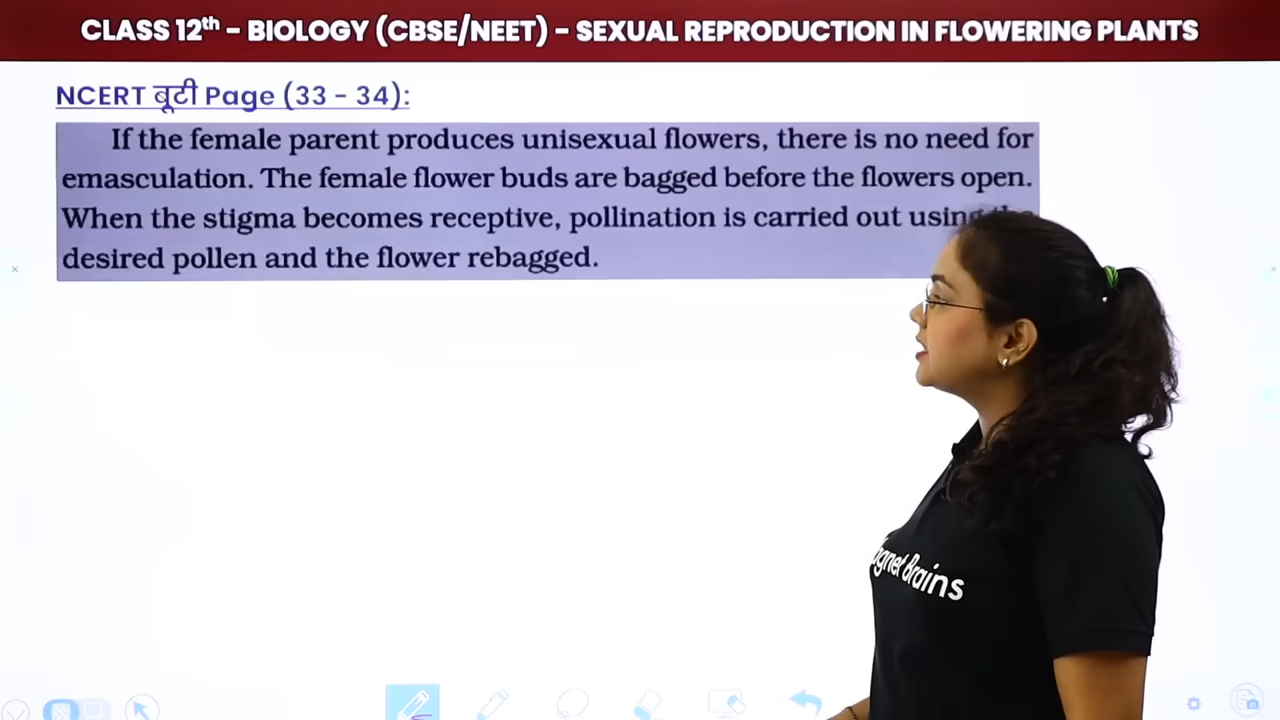 CLASS 12th - BIOLOGY (CBSE/NEET) - SEXUAL REPRODUCTION IN FLOWERING PLANTS
NCERT बूटी Page (33 - 34):
If the female parent produces unisexual flowers, there is no need for
emasculation. The female flower buds are bagged before the flowers open.
When the stigma becomes receptive, pollination is carried out using
desired pollen and the flower rebagged.
Brains